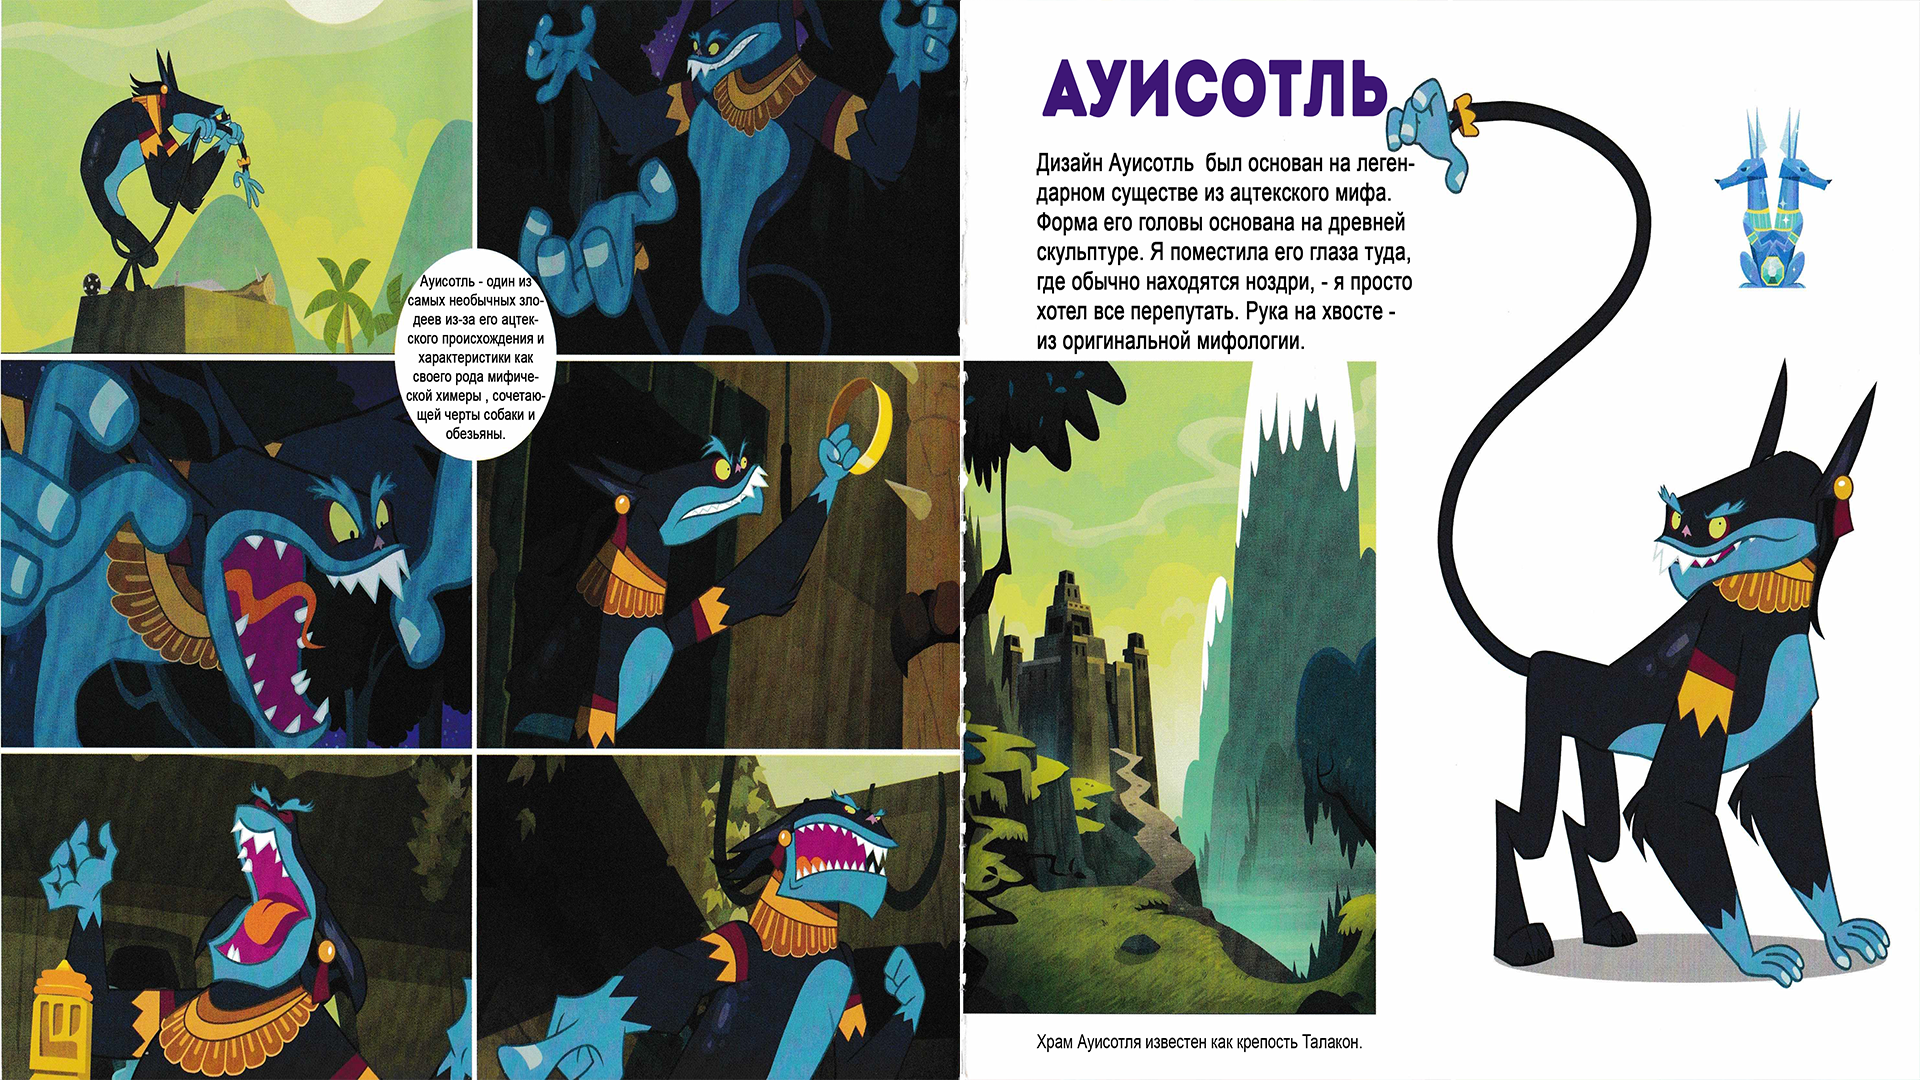 Ауисотль - один из
самых необычных зло-
деев из-за его ацтек-
ского происхождения и
характеристики как
своего рода мифиче-
ской химеры , сочетаю-
щей черты собаки и
обезьяны.
АУИСОТЛЬ
Дизайн Ауисотль был основан на леген-
дарном существе из ацтекского мифа.
Форма его головы основана на древней
скульптуре. Я поместила его глаза туда,
где обычно находятся ноздри, - я просто
хотел все перепутать. Рука на хвосте -
из оригинальной мифологии.
Храм Ауисотля известен как крепость Талакон.